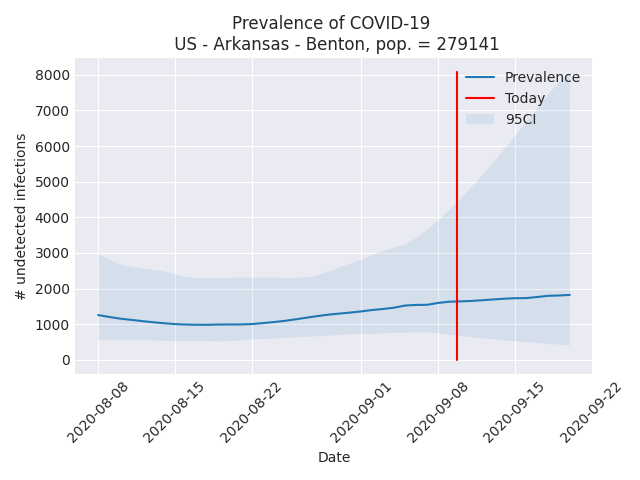 Prevalence of COVID-19
US - Arkansas - Benton, pop. = 279141
8000
7000
6000
5000
4000
3000
2000
1000
0
# undetected infections
Prevalence
Today
95CI
2020-08-08
2020-08-15
2020-08-22
2020-09-01
2020-09-08
2020-09-15
2020-09-22
Date